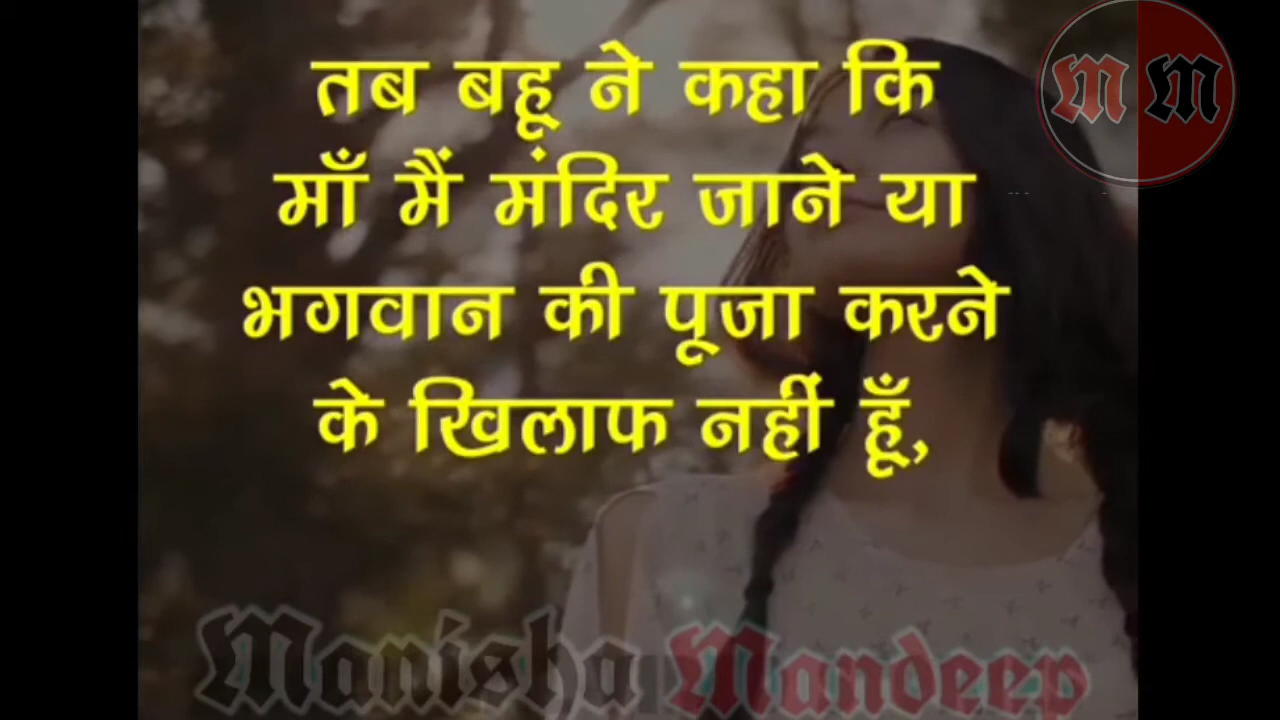 तब बहू ने कहा कि
माँ मैं मंदिर जाने या
भगवान की पूजा करने
के खिलाफ नहीं हूँ,
M M
Manisha Mandeep